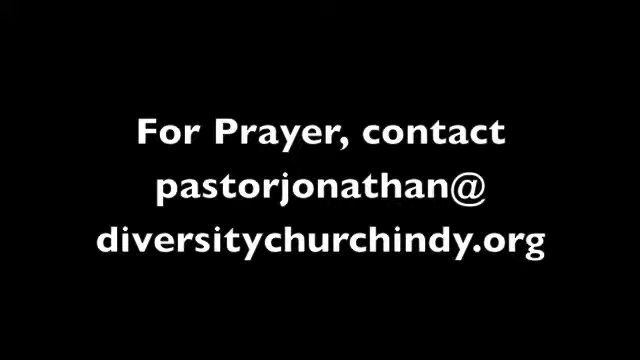 For Prayer, contact
pastorjonathan@
diversitychurchindy.org